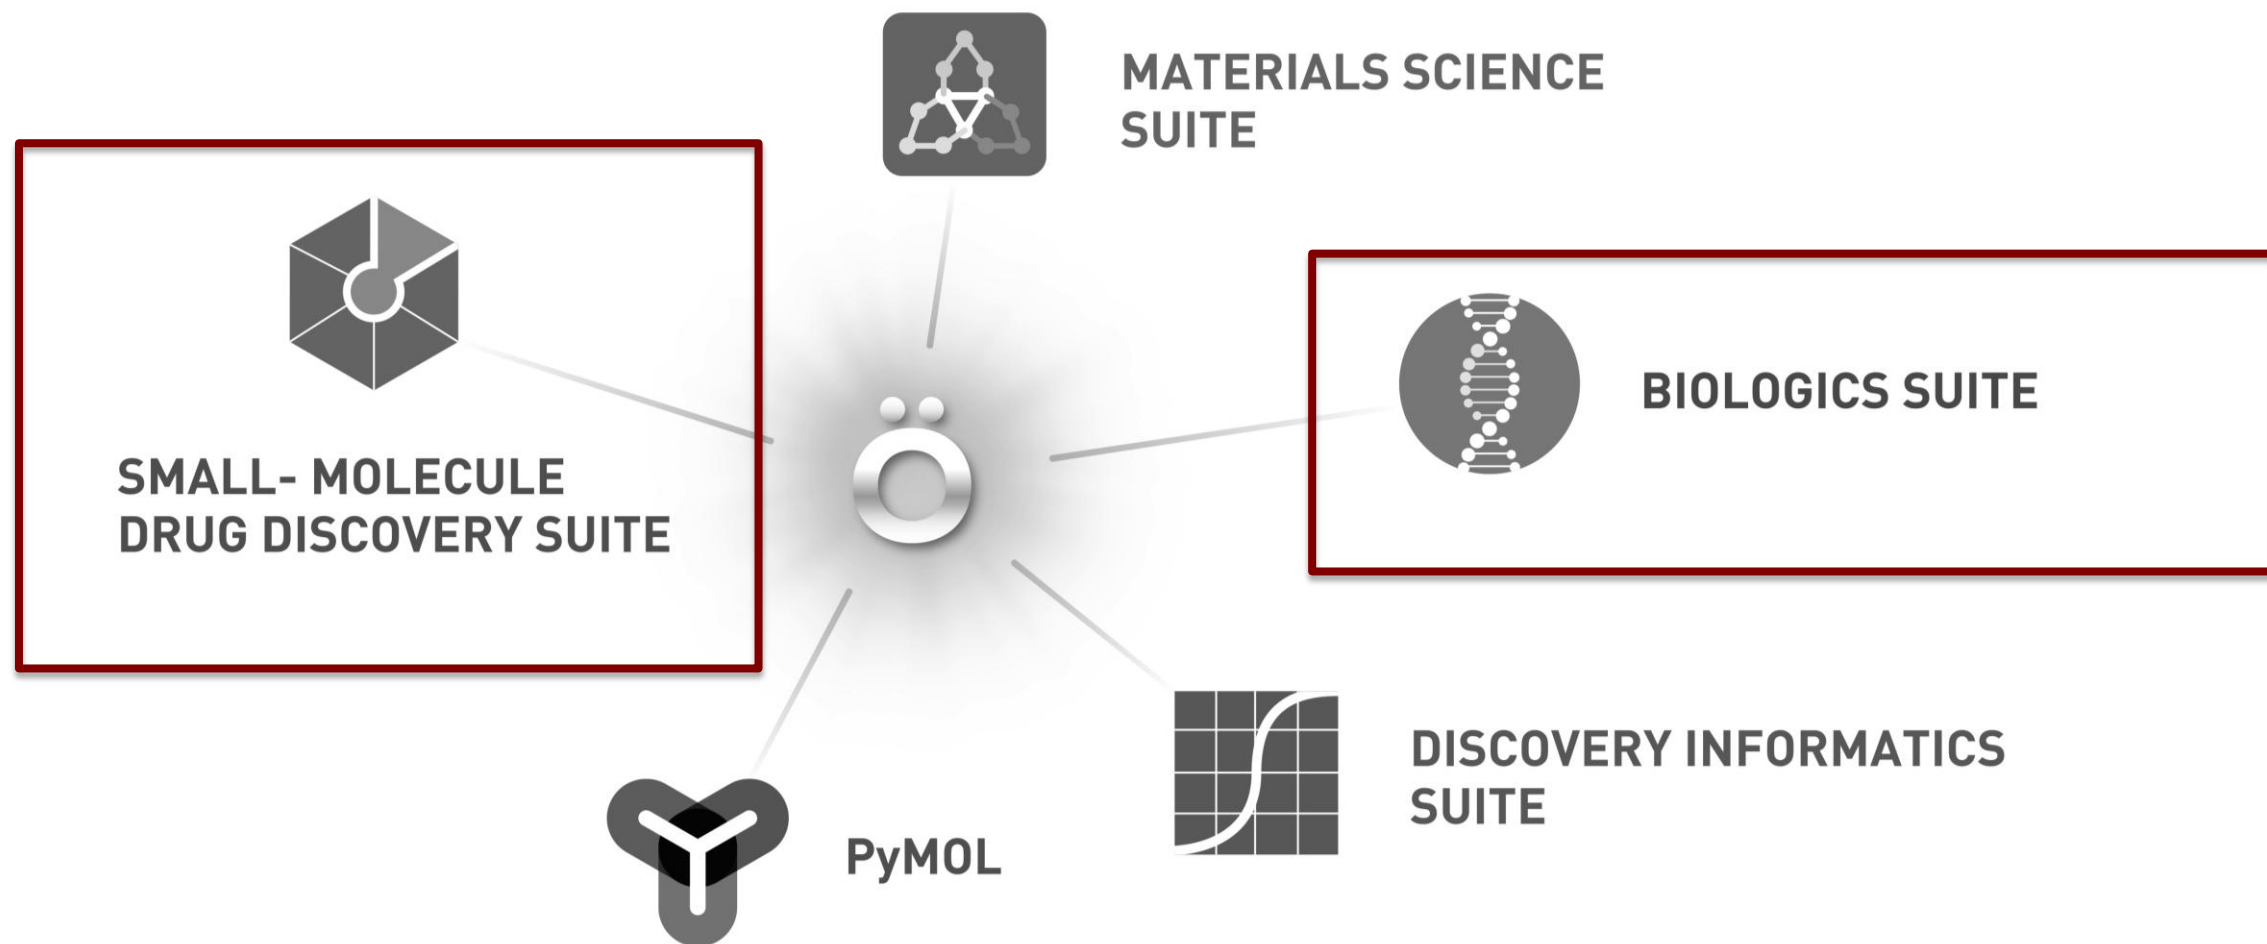 MATERIALS SCIENCE
SUITE
SMALL- MOLECULE
DRUG DISCOVERY SUITE
ö
BIOLOGICS SUITE
DISCOVERY INFORMATICS
SUITE
PyMOL